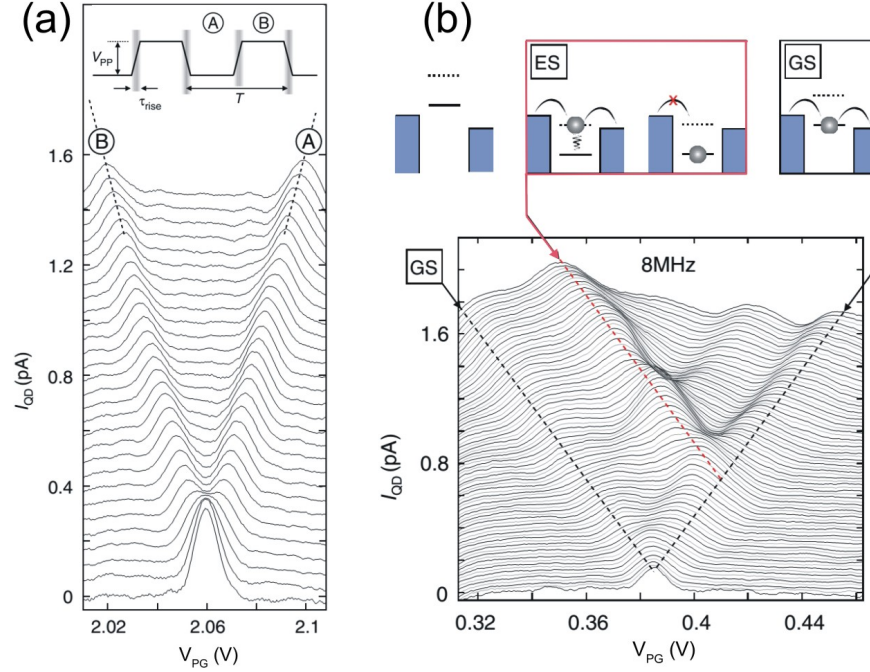 (a)
A
B
V_PP
τ_rise
T
B
A
1.6
1.2
0.8
0.4
0
I_QD (pA)
2.02
2.06
2.1
V_PG (V)
(b)
ES
GS
8MHz
GS
1.6
0.8
0
I_QD (pA)
0.32
0.36
0.4
0.44
V_PG (V)